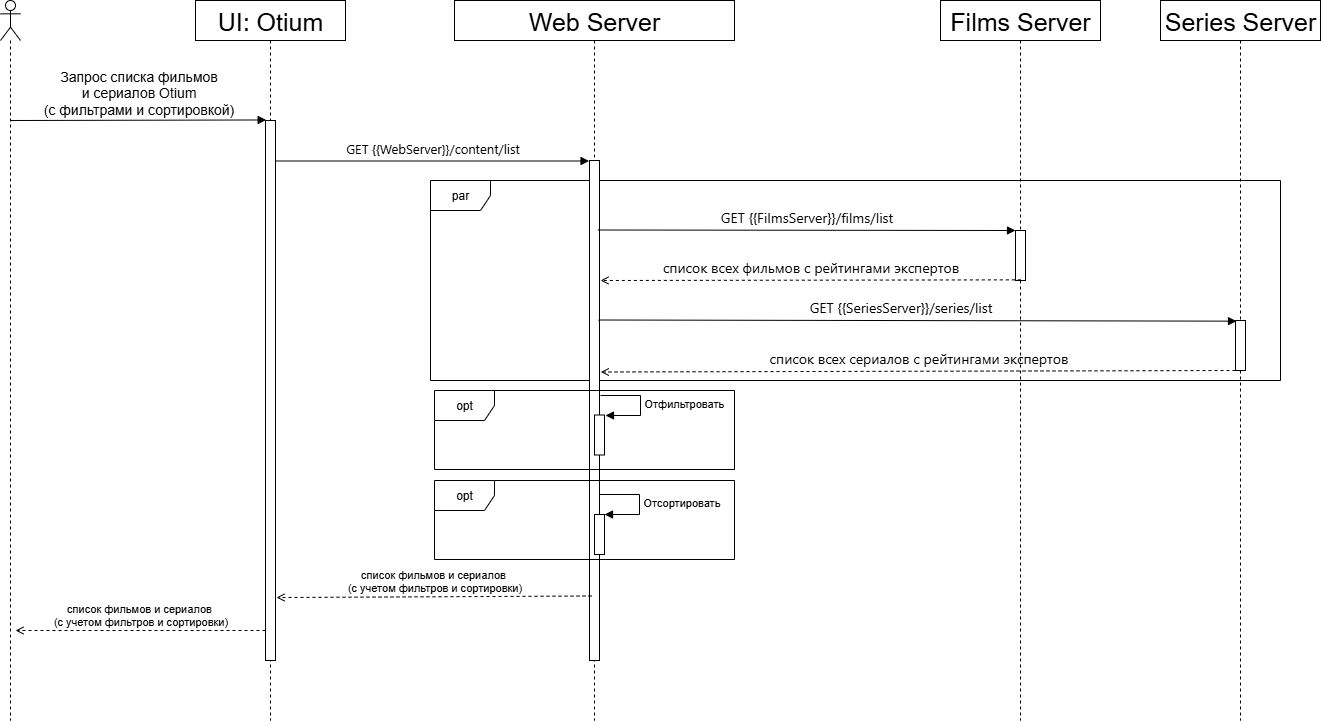 UI: Otium
Web Server
Films Server
Series Server
Запрос списка фильмов
и сериалов Otium
(с фильтрами и сортировкой)
GET {{WebServer}}/content/list
par
GET {{FilmsServer}}/films/list
список всех фильмов с рейтингами экспертов
GET {{SeriesServer}}/series/list
список всех сериалов с рейтингами экспертов
opt
Отфильтровать
opt
Отсортировать
список фильмов и сериалов
(с учетом фильтров и сортировки)
список фильмов и сериалов
(с учетом фильтров и сортировки)